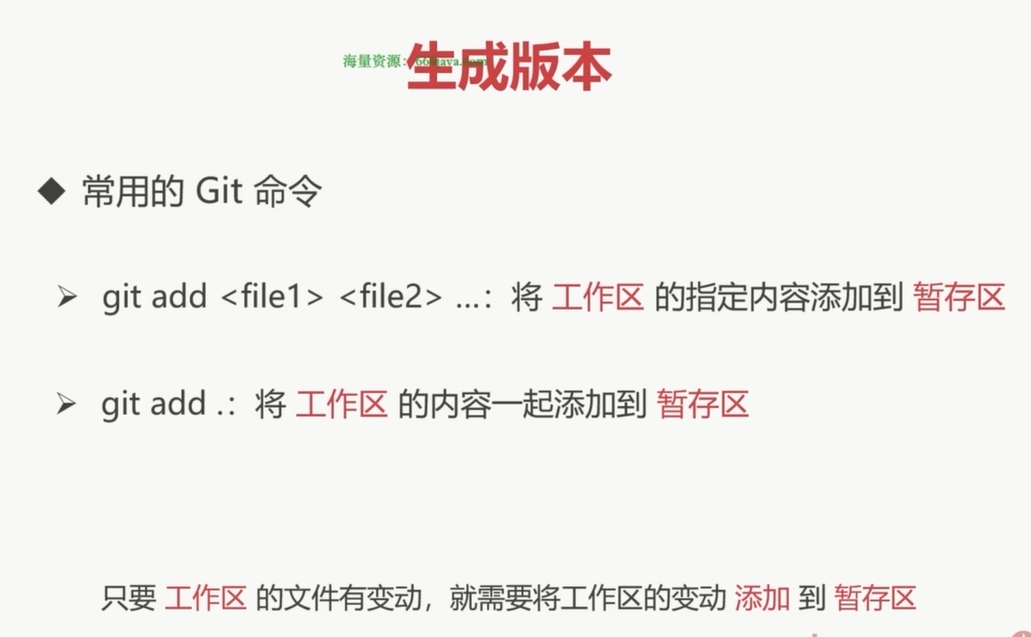 海量资源：
生成版本
◆ 常用的 Git 命令
➢ git add <file1> <file2> ...：将 工作区 的指定内容添加到 暂存区
➢ git add .：将 工作区 的内容一起添加到 暂存区
只要 工作区 的文件有变动，就需要将工作区的变动 添加 到 暂存区